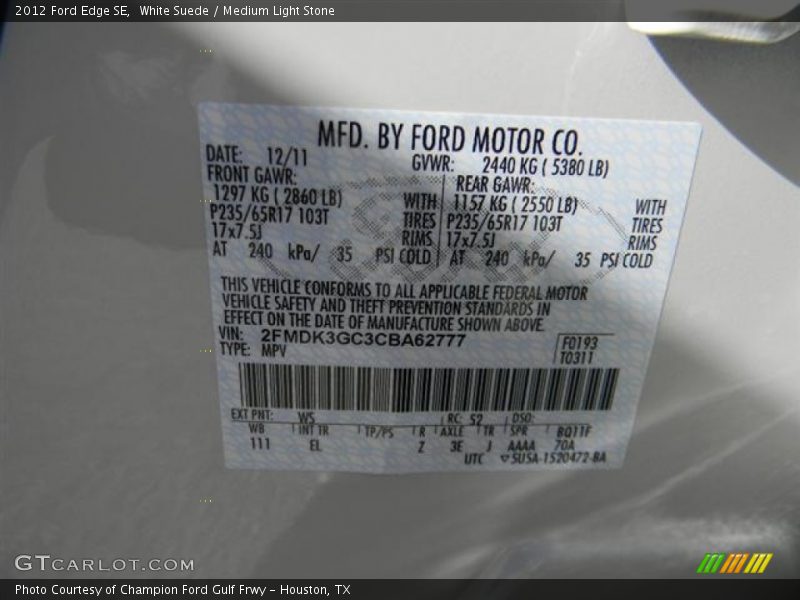 2012 Ford Edge SE,  White Suede / Medium Light Stone
MFD. BY FORD MOTOR CO.
DATE: 12/11 GVWR: 2440 KG ( 5380 LB)
FRONT GAWR: REAR GAWR:
1297 KG ( 2860 LB) WITH 1157 KG ( 2550 LB) WITH
P235/65R17 103T TIRES P235/65R17 103T TIRES
17x7.5J RIMS 17x7.5J RIMS
AT 240 kPa/ 35 PSI COLD AT 240 kPa/ 35 PSI COLD
THIS VEHICLE CONFORMS TO ALL APPLICABLE FEDERAL MOTOR
VEHICLE SAFETY AND THEFT PREVENTION STANDARDS IN
EFFECT ON THE DATE OF MANUFACTURE SHOWN ABOVE.
VIN: 2FMDK3GC3CBA62777 F0193
TYPE: MPV T0311
EXT PNT: WS RC: 52 DSO:
WB INT TR TP/PS R AXLE TR SPR BQ11F
111 EL Z 3E J AAAA 70A
UTC 5U5A-1520472-BA
GTCARLOT.COM
Photo Courtesy of Champion Ford Gulf Frwy – Houston, TX